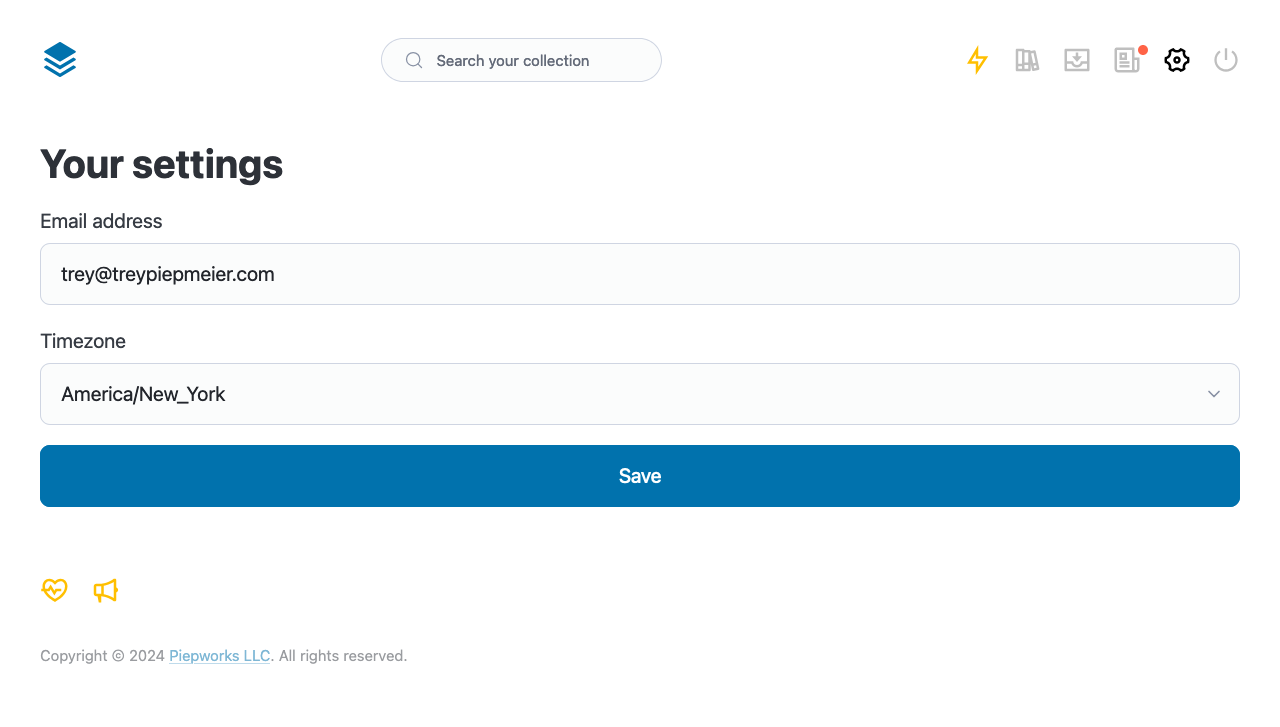 Search your collection
Your settings
Email address
trey@treypiepmeier.com
Timezone
America/New_York
Save
Copyright © 2024 Piepworks LLC. All rights reserved.